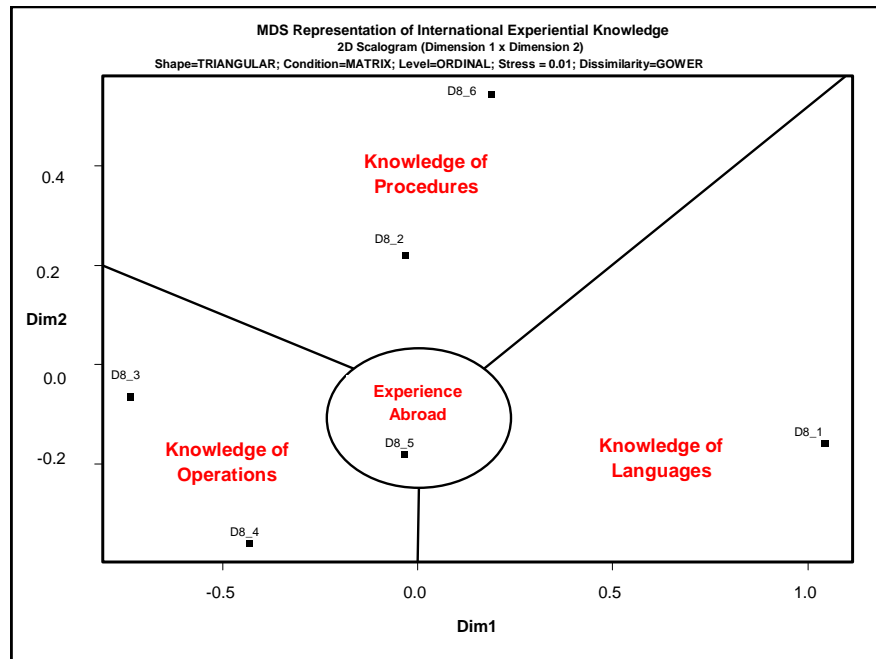 MDS Representation of International Experiential Knowledge
2D Scalogram (Dimension 1 x Dimension 2)
Shape=TRIANGULAR; Condition=MATRIX; Level=ORDINAL; Stress = 0.01; Dissimilarity=GOWER
D8_6
Knowledge of
Procedures
0.4
D8_2
0.2
Dim2
0.0
D8_3
Experience
Abroad
D8_5
Knowledge of
Operations
Knowledge of
Languages
D8_1
-0.2
D8_4
-0.5
0.0
0.5
1.0
Dim1